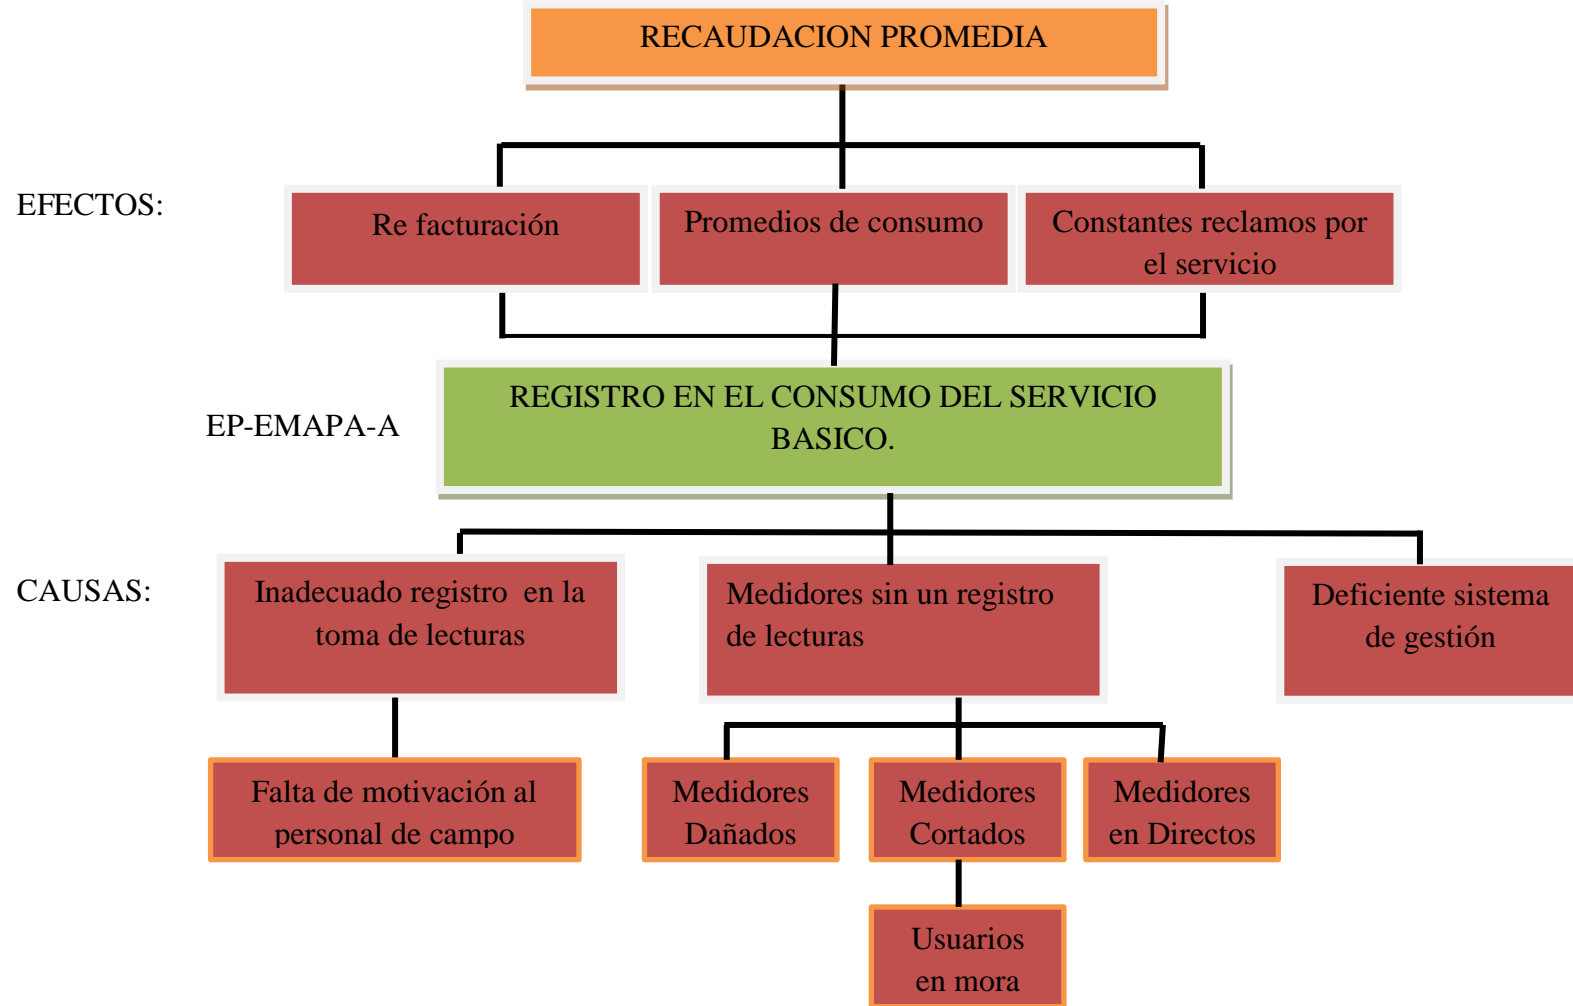 RECAUDACION PROMEDIA
EFECTOS:
Re facturación
Promedios de consumo
Constantes reclamos por
el servicio
EP-EMAPA-A
REGISTRO EN EL CONSUMO DEL SERVICIO
BASICO.
CAUSAS:
Inadecuado registro en la
toma de lecturas
Medidores sin un registro
de lecturas
Deficiente sistema
de gestión
Falta de motivación al
personal de campo
Medidores
Dañados
Medidores
Cortados
Medidores
en Directos
Usuarios
en mora